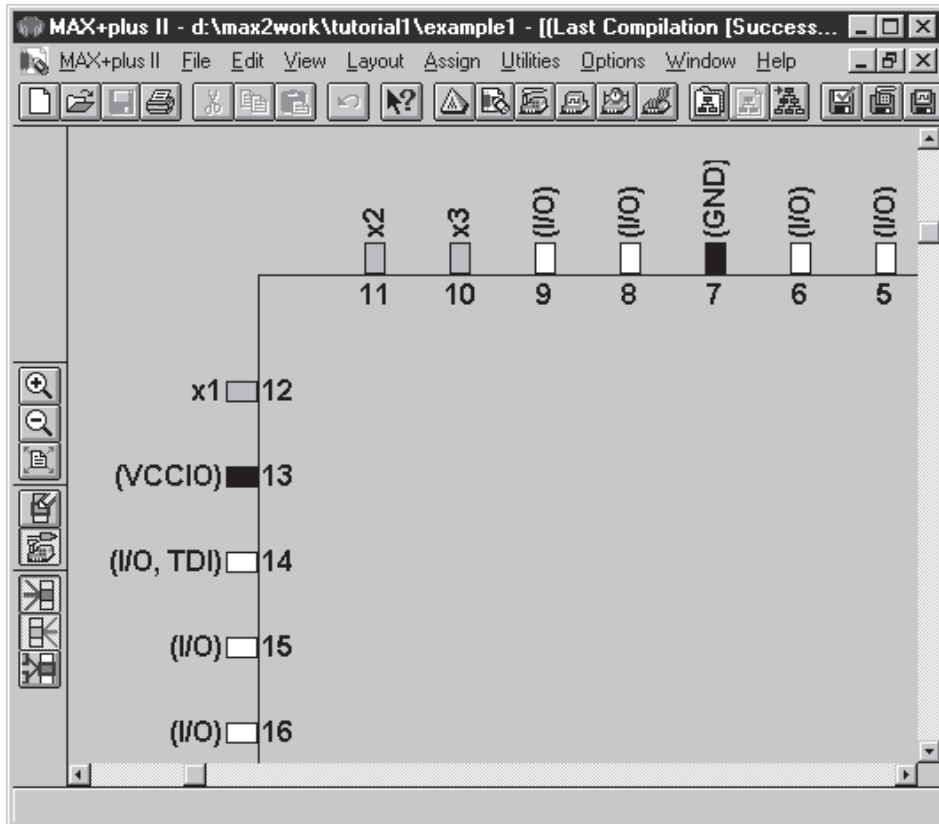 MAX+plus II - d:\max2work\tutorial1\example1 - [(Last Compilation [Success...
MAX+plus II File Edit View Layout Assign Utilities Options Window Help
x2 x3 (I/O) (I/O) (GND) (I/O) (I/O)
11 10 9 8 7 6 5
x1 12
(VCCIO) 13
(I/O, TDI) 14
(I/O) 15
(I/O) 16